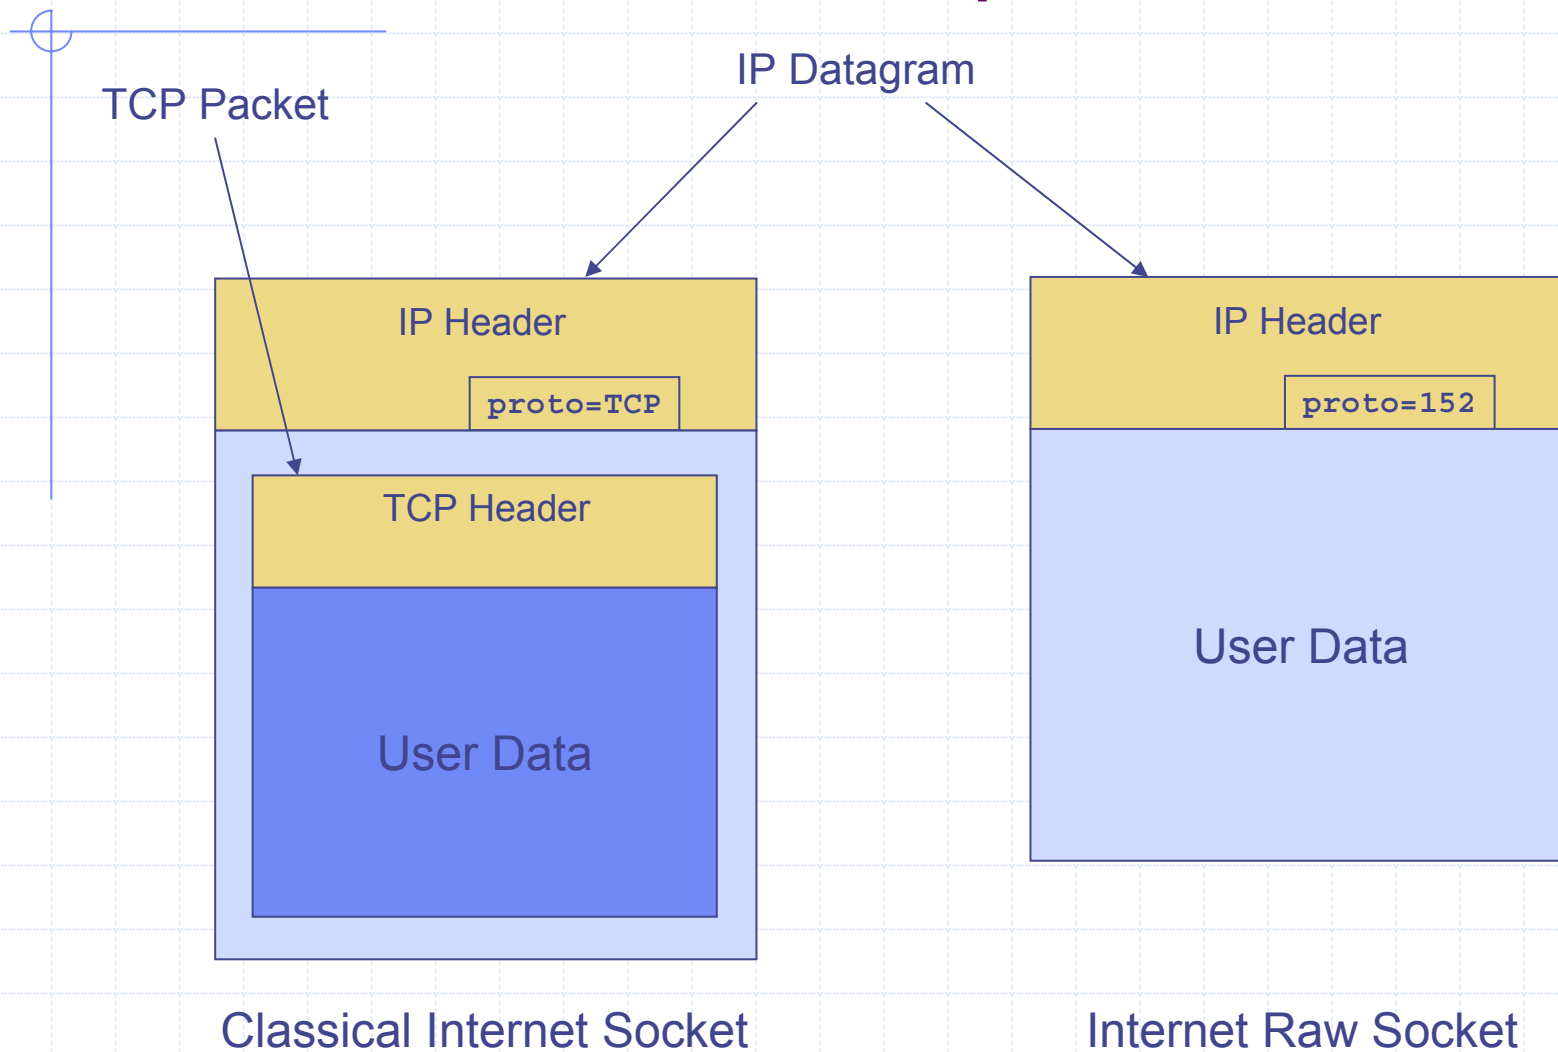 IP Datagram
TCP Packet
IP Header
proto=TCP
TCP Header
User Data
Classical Internet Socket
IP Header
proto=152
User Data
Internet Raw Socket